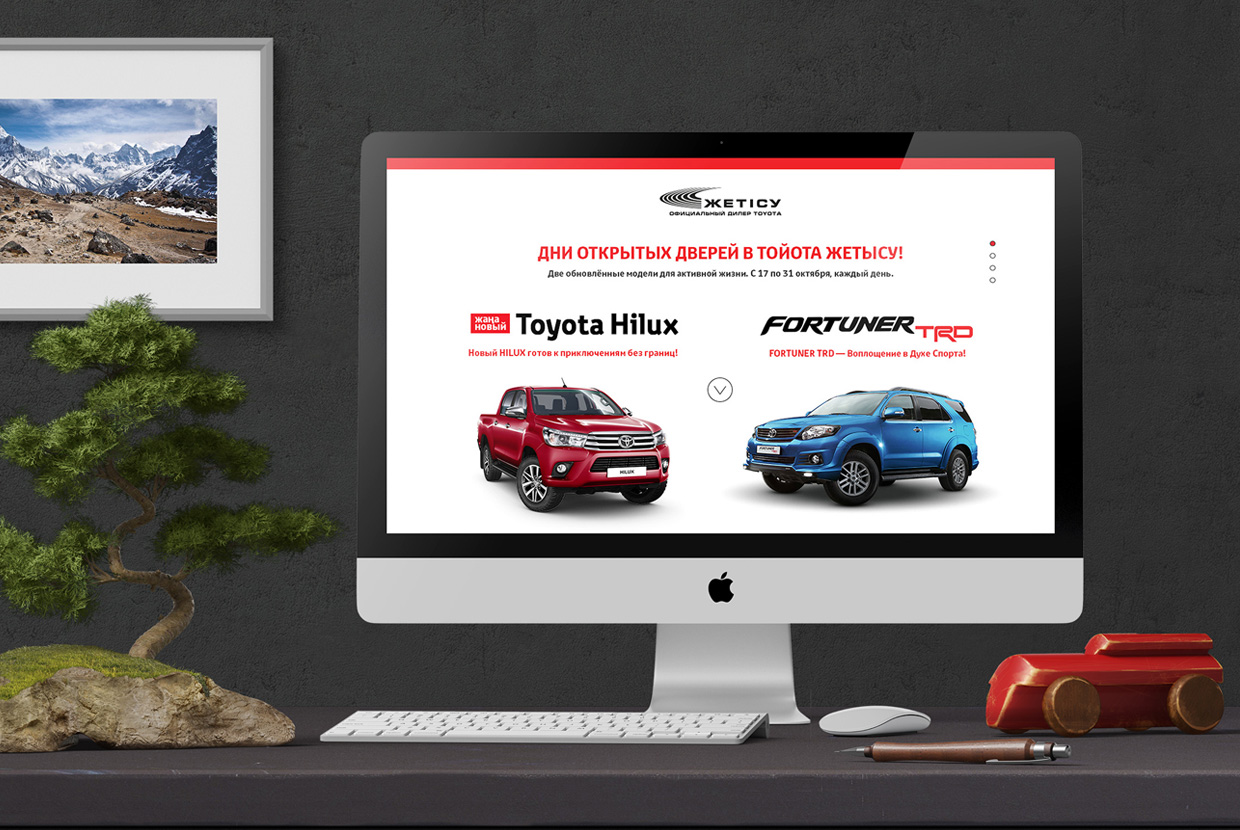 ЖЕТІСУ
ОФИЦИАЛЬНЫЙ ДИЛЕР TOYOTA
ДНИ ОТКРЫТЫХ ДВЕРЕЙ В ТОЙОТА ЖЕТЫСУ!
Две обновлённые модели для активной жизни. С 17 по 31 октября, каждый день.
жаңа
новый
Toyota Hilux
Новый HILUX готов к приключениям без границ!
FORTUNER TRD
FORTUNER TRD — Воплощение в Духе Спорта!
HILUX
FORTUNER